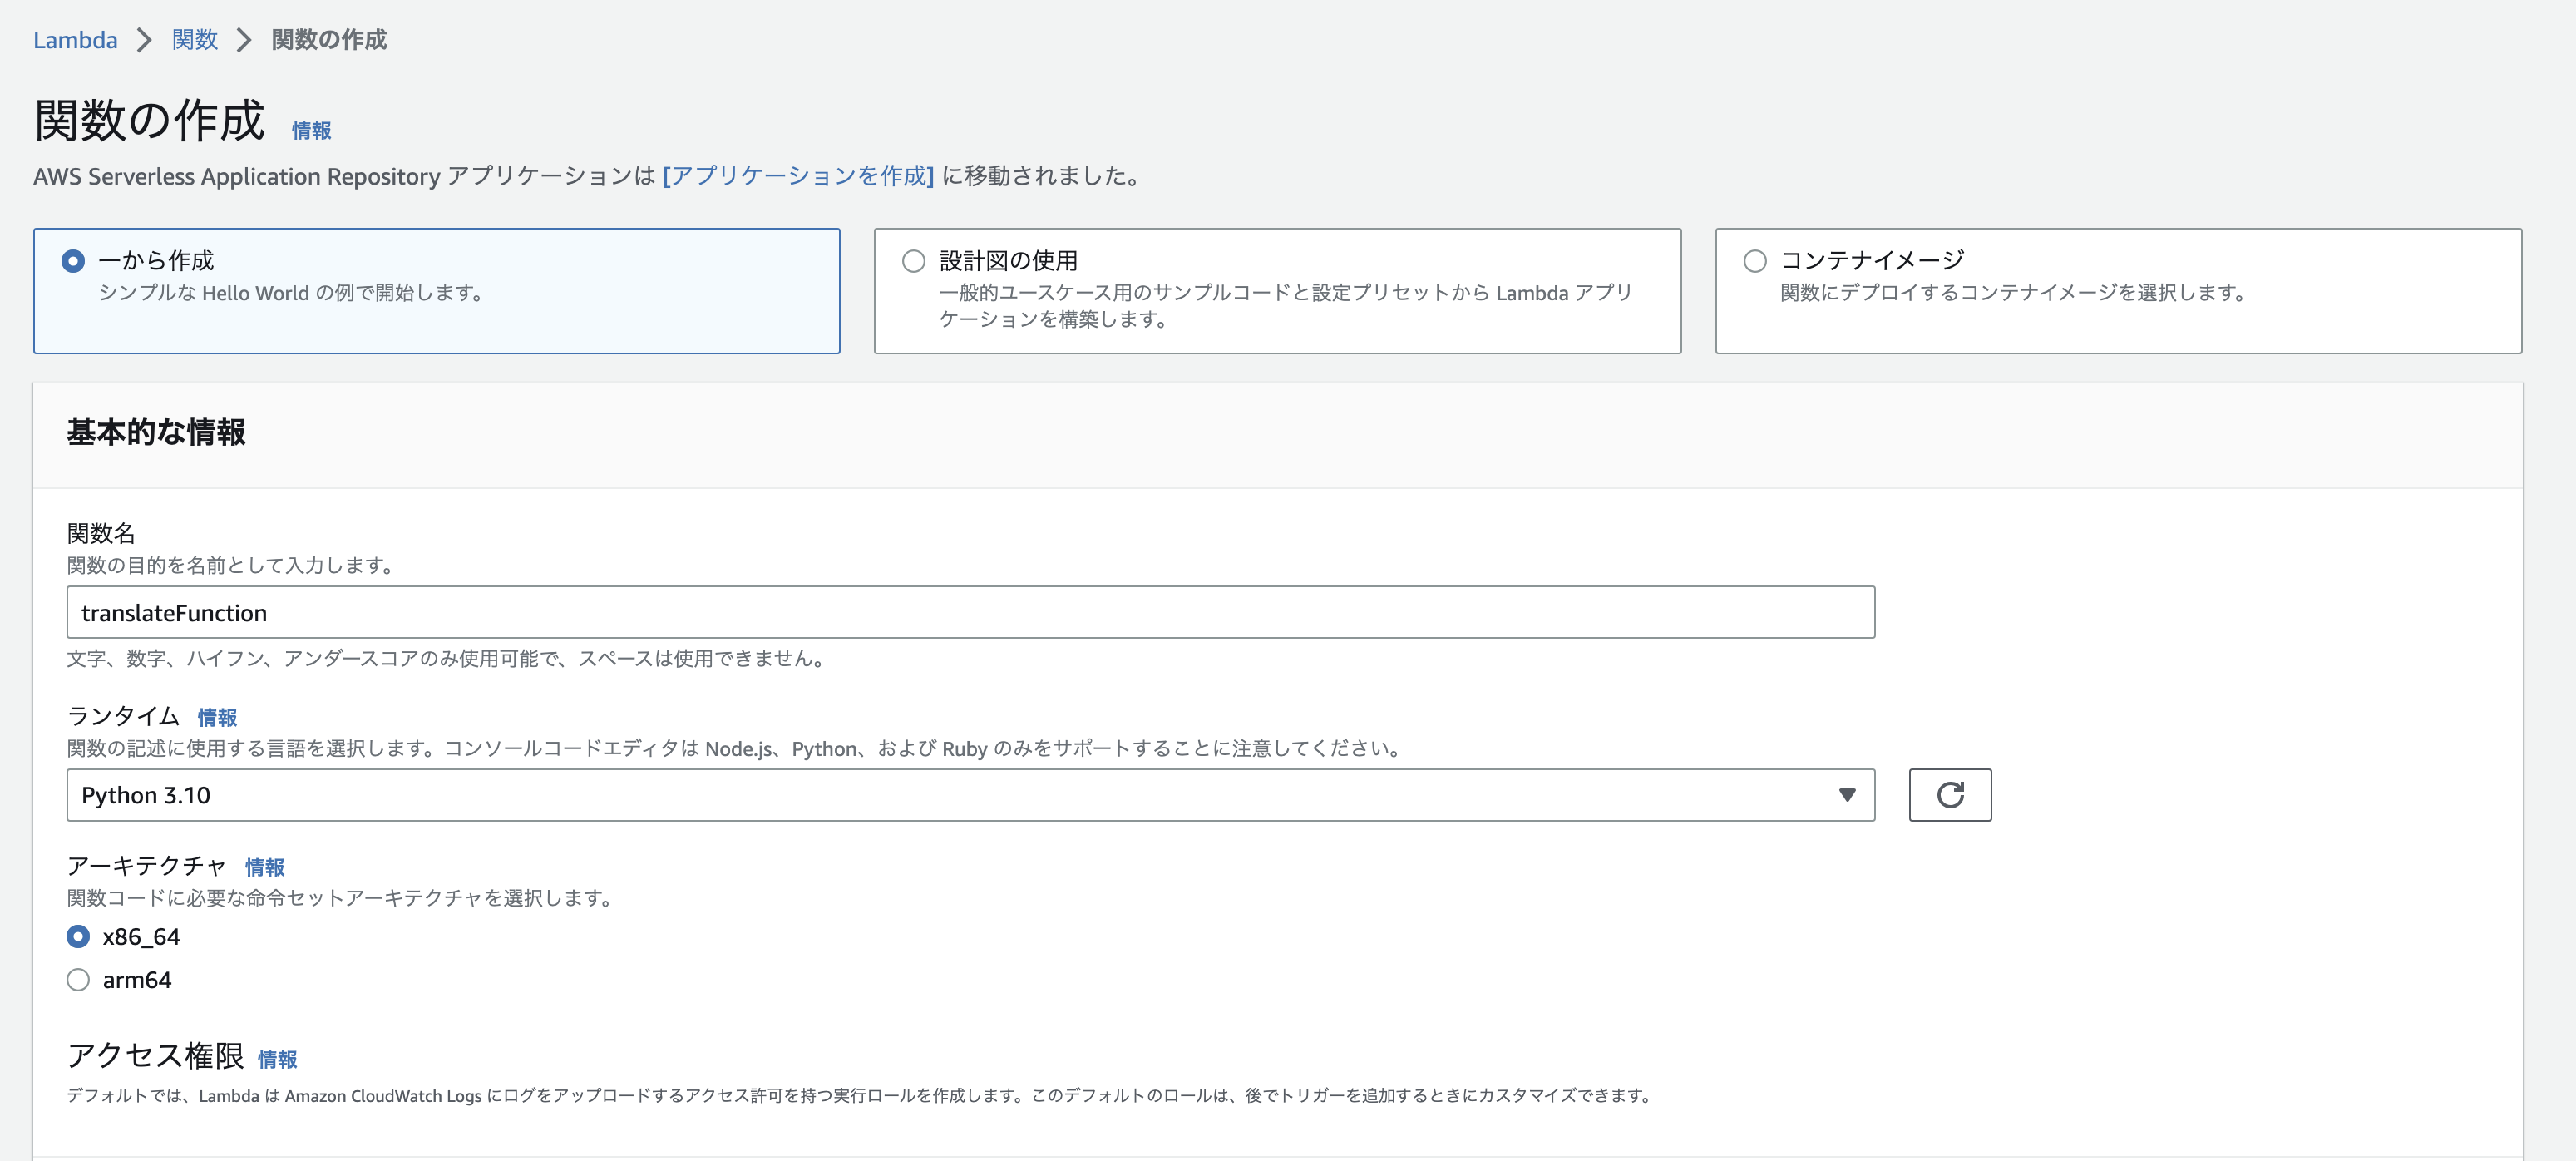 Lambda > 関数 > 関数の作成
関数の作成 情報
AWS Serverless Application Repository アプリケーションは [アプリケーションを作成] に移動されました。
一から作成
シンプルな Hello World の例で開始します。
設計図の使用
一般的ユースケース用のサンプルコードと設定プリセットから Lambda アプリ
ケーションを構築します。
コンテナイメージ
関数にデプロイするコンテナイメージを選択します。
基本的な情報
関数名
関数の目的を名前として入力します。
translateFunction
文字、数字、ハイフン、アンダースコアのみ使用可能で、スペースは使用できません。
ランタイム 情報
関数の記述に使用する言語を選択します。コンソールコードエディタは Node.js、Python、および Ruby のみをサポートすることに注意してください。
Python 3.10
アーキテクチャ 情報
関数コードに必要な命令セットアーキテクチャを選択します。
x86_64
arm64
アクセス権限 情報
デフォルトでは、Lambda は Amazon CloudWatch Logs にログをアップロードするアクセス許可を持つ実行ロールを作成します。このデフォルトのロールは、後でトリガーを追加するときにカスタマイズできます。